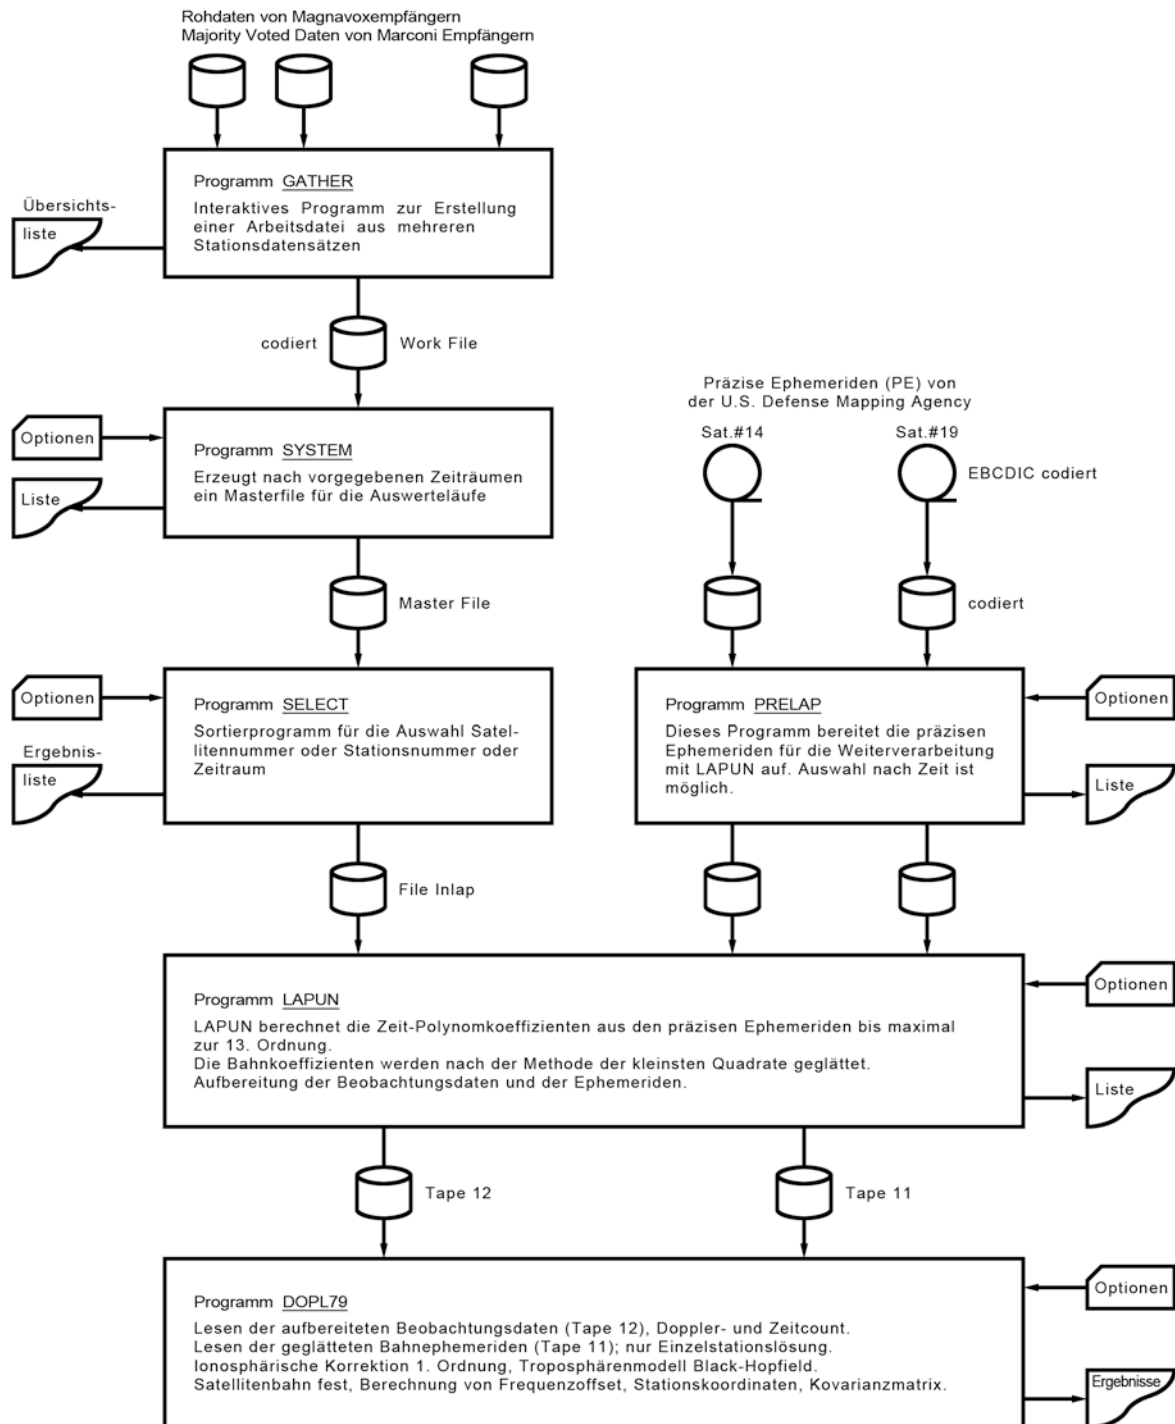 Rohdaten von Magnavoxempfängern
Majority Voted Daten von Marconi Empfängern
Programm GATHER
Interaktives Programm zur Erstellung
einer Arbeitsdatei aus mehreren
Stationsdatensätzen
Übersichts-
liste
codiert
Work File
Präzise Ephemeriden (PE) von
der U.S. Defense Mapping Agency
Sat.#14
Sat.#19
EBCDIC codiert
Optionen
Programm SYSTEM
Erzeugt nach vorgegebenen Zeiträumen
ein Masterfile für die Auswerteläufe
Liste
Master File
codiert
Optionen
Programm SELECT
Sortierprogramm für die Auswahl Satel-
litennummer oder Stationsnummer oder
Zeitraum
Ergebnis-
liste
Programm PRELAP
Dieses Programm bereitet die präzisen
Ephemeriden für die Weiterverarbeitung
mit LAPUN auf. Auswahl nach Zeit ist
möglich.
Optionen
Liste
File Inlap
Programm LAPUN
LAPUN berechnet die Zeit-Polynomkoeffizienten aus den präzisen Ephemeriden bis maximal
zur 13. Ordnung.
Die Bahnkoeffizienten werden nach der Methode der kleinsten Quadrate geglättet.
Aufbereitung der Beobachtungsdaten und der Ephemeriden.
Optionen
Liste
Tape 12
Tape 11
Programm DOPL79
Lesen der aufbereiteten Beobachtungsdaten (Tape 12), Doppler- und Zeitcount.
Lesen der geglätteten Bahnephemeriden (Tape 11); nur Einzelstationslösung.
Ionosphärische Korrektion 1. Ordnung, Troposphärenmodell Black-Hopfield.
Satellitenbahn fest, Berechnung von Frequenzoffset, Stationskoordinaten, Kovarianzmatrix.
Optionen
Ergebnisse